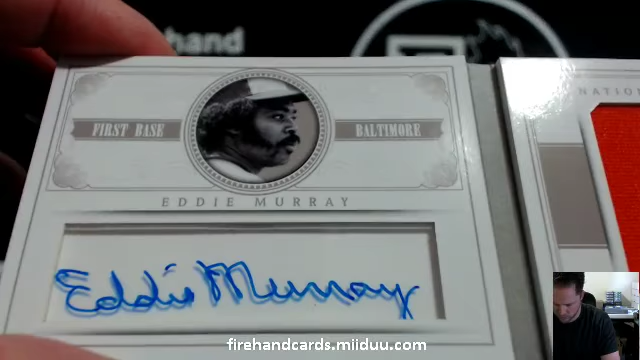 hand
FIRST BASE
BALTIMORE
NATION
EDDIE MURRAY
Eddie Murray
firehandcards.miiduu.com